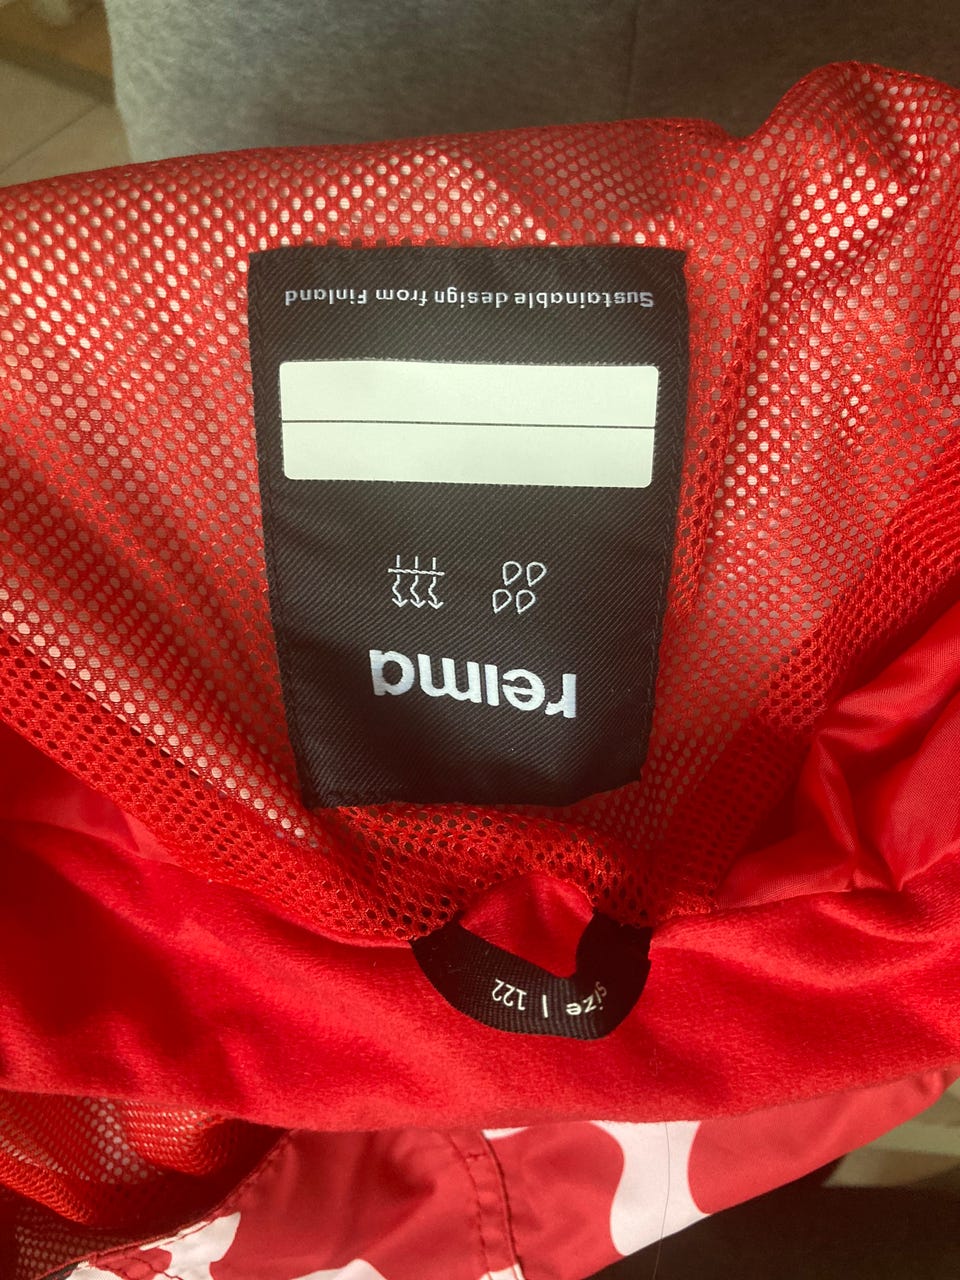 size | 122
reima
Sustainable design from Finland